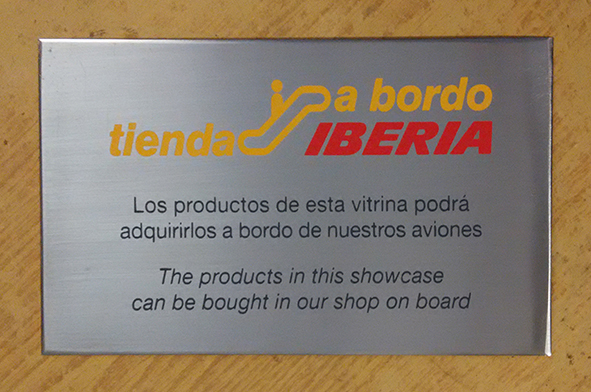 tienda a bordo
IBERIA
Los productos de esta vitrina podrá
adquirirlos a bordo de nuestros aviones
The products in this showcase
can be bought in our shop on board